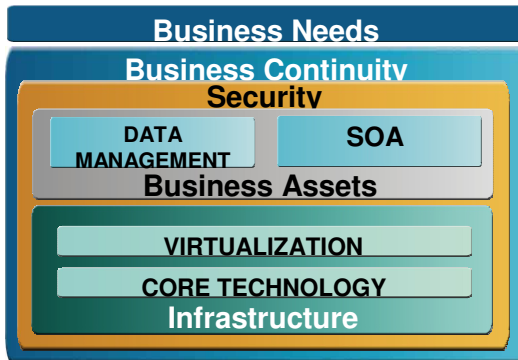 Business Needs
Business Continuity
Security
DATA
MANAGEMENT
SOA
Business Assets
VIRTUALIZATION
CORE TECHNOLOGY
Infrastructure